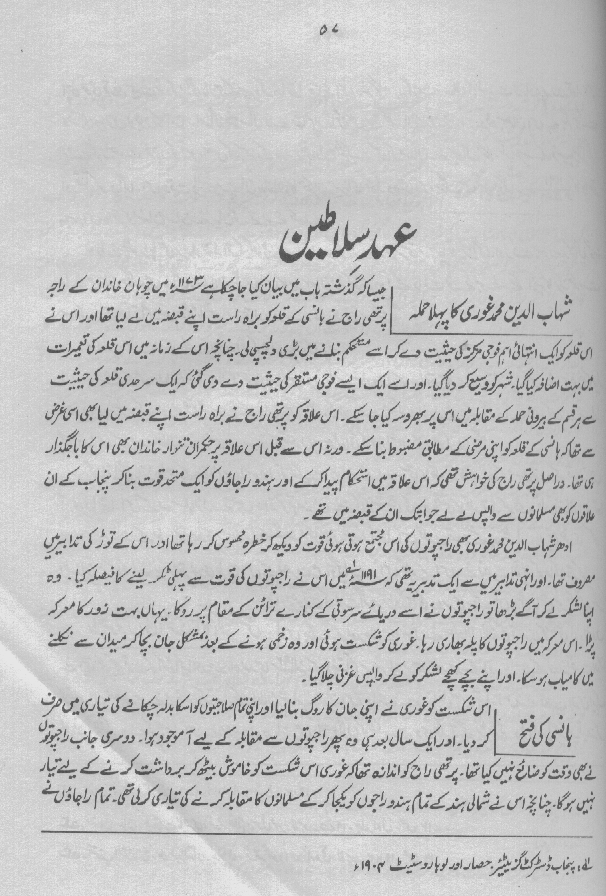 ۵۷
عہدِ سلاطین
شہاب الدین محمد غوری کا پہلا حملہ
جیسا کہ گذشتہ باب میں بیان کیا جا چکا ہے ۱۱۷۳ء میں چوہان خاندان کے راجہ
پرتھی راج نے ہانسی کے قلعہ کو براہ راست اپنے قبضہ میں لے لیا تھا اور اس نے
اس قلعہ کو ایک انتہائی اہم فوجی مرکز کی حیثیت دے کر اسے مستحکم بنانے میں بڑی دلچسپی لی۔ چنانچہ اس کے زمانہ میں اس قلعہ کی تعمیرات
میں بہت اضافہ کیا گیا۔ شہر کو وسیع کر دیا گیا۔ اور اسے ایک ایسے فوجی مستقر کی حیثیت دے دی گئی کہ ایک سرحدی قلعہ کی حیثیت
سے ہر قسم کے بیرونی حملہ کے مقابلہ میں اس پر بھروسہ کیا جا سکے۔ اس علاقہ کو پرتھی راج نے براہ راست اپنے قبضہ میں لیا بھی اسی غرض
سے تھا کہ ہانسی کے قلعہ کو اپنی مرضی کے مطابق مضبوط بنا سکے۔ ورنہ اس سے قبل اس علاقہ پر حکمران تنوار خاندان بھی اس کا باجگذار
ہی تھا۔ دراصل پرتھی راج کی خواہش تھی کہ اس علاقہ میں استحکام پیدا کر کے اور ہندو راجاؤں کو ایک متحد قوت بنا کر پنجاب کے ان
علاقوں کو بھی مسلمانوں سے واپس لے لے جو اب تک ان کے قبضہ میں تھے۔
ادھر شہاب الدین محمد غوری بھی راجپوتوں کی اس مجتمع ہوتی ہوئی قوت کو دیکھ کر خطرہ محسوس کر رہا تھا اور اس کے توڑ کی تدابیر میں
مصروف تھا۔ اور انہی تدابیر میں سے ایک تدبیر یہ تھی کہ ۱۱۹۱ء میں اس نے راجپوتوں کی قوت سے پہلی ٹکر لینے کا فیصلہ کیا۔ وہ
اپنا لشکر لے کر آگے بڑھا تو راجپوتوں نے اسے دریائے سرسوتی کے کنارے ترائن کے مقام پر روکا۔ یہاں بہت زور کا معرکہ
پڑا۔ اس معرکہ میں راجپوتوں کا پلہ بھاری رہا۔ غوری کو شکست ہوئی اور وہ زخمی ہونے کے بعد بمشکل جان بچا کر میدان سے نکلنے
میں کامیاب ہو سکا۔ اور اپنے بچے کھچے لشکر کو لے کر واپس غزنی چلا گیا۔
ہانسی کی فتح
اس شکست کو غوری نے اپنی جان کا روگ بنا لیا اور اپنی تمام صلاحیتوں کو اس کا بدلہ چکانے کی تیاری میں صرف
کر دیا۔ اور ایک سال بعد ہی وہ پھر راجپوتوں سے مقابلہ کے لیے آ موجود ہوا۔ دوسری جانب راجپوتوں
نے بھی وقت کو ضائع نہیں کیا تھا۔ پرتھی راج کو اندازہ تھا کہ غوری اس شکست کو خاموش بیٹھ کر برداشت کرنے کے لیے تیار
نہیں ہو گا۔ چنانچہ اس نے شمالی ہند کے تمام ہندو راجوں کو یکجا کر کے مسلمانوں کا مقابلہ کرنے کی تیاری کر لی تھی۔ تمام راجاؤں نے
لے: پنجاب ڈسٹرکٹ گزیٹیئر۔ حصار اور لوہارو سٹیٹ ۱۹۰۴ء